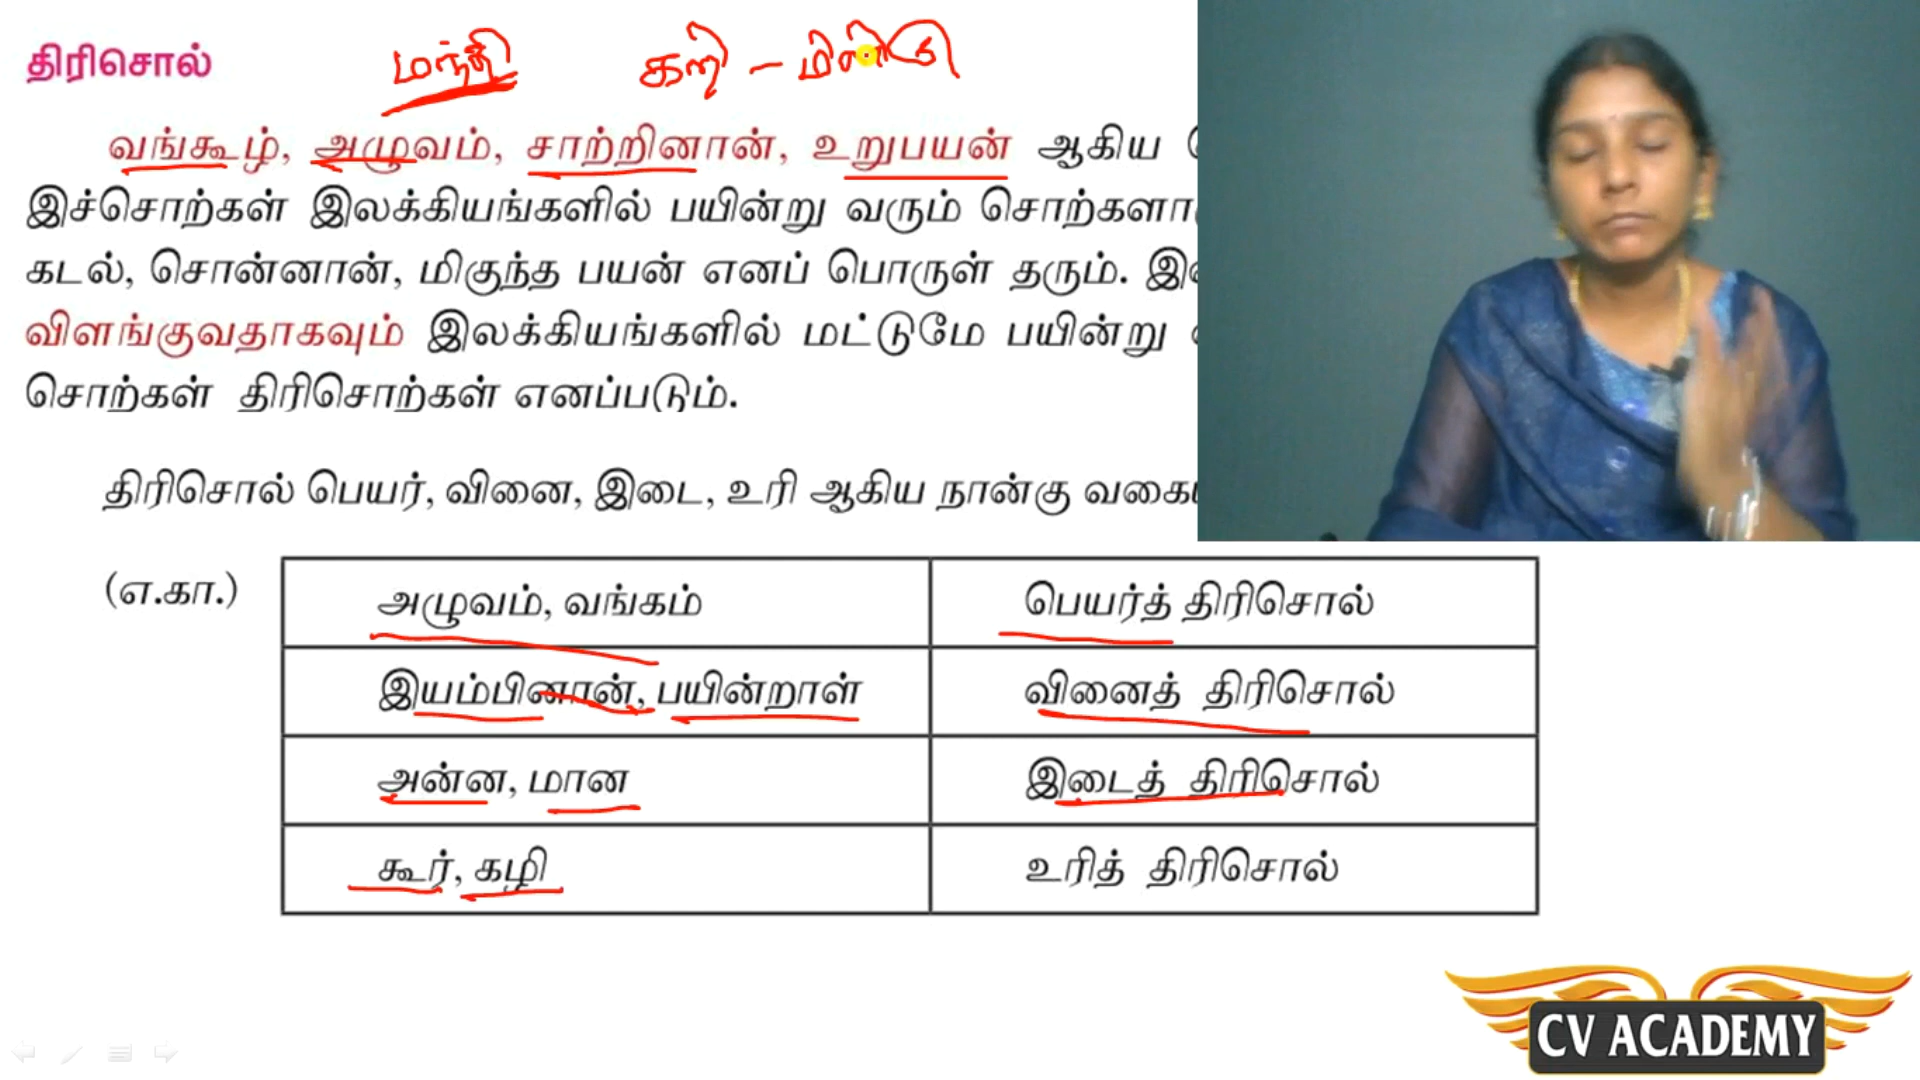 திரிசொல்
மந்தி கறி – மிளகு
வங்கூழ், அழுவம், சாற்றினான், உறுபயன் ஆகிய
இச்சொற்கள் இலக்கியங்களில் பயின்று வரும்
கடல், சொன்னான், மிகுந்த பயன் எனப் பொருள் தரும்.
விளங்குவதாகவும் இலக்கியங்களில் மட்டுமே பயின்று
சொற்கள் திரிசொற்கள் எனப்படும்.
திரிசொல் பெயர், வினை, இடை, உரி ஆகிய நான்கு
(எ.கா.) அழுவம், வங்கம் பெயர்த் திரிசொல்
இயம்பினான், பயின்றாள் வினைத் திரிசொல்
அன்ன, மான இடைத் திரிசொல்
கூர், கழி உரித் திரிசொல்
CV ACADEMY